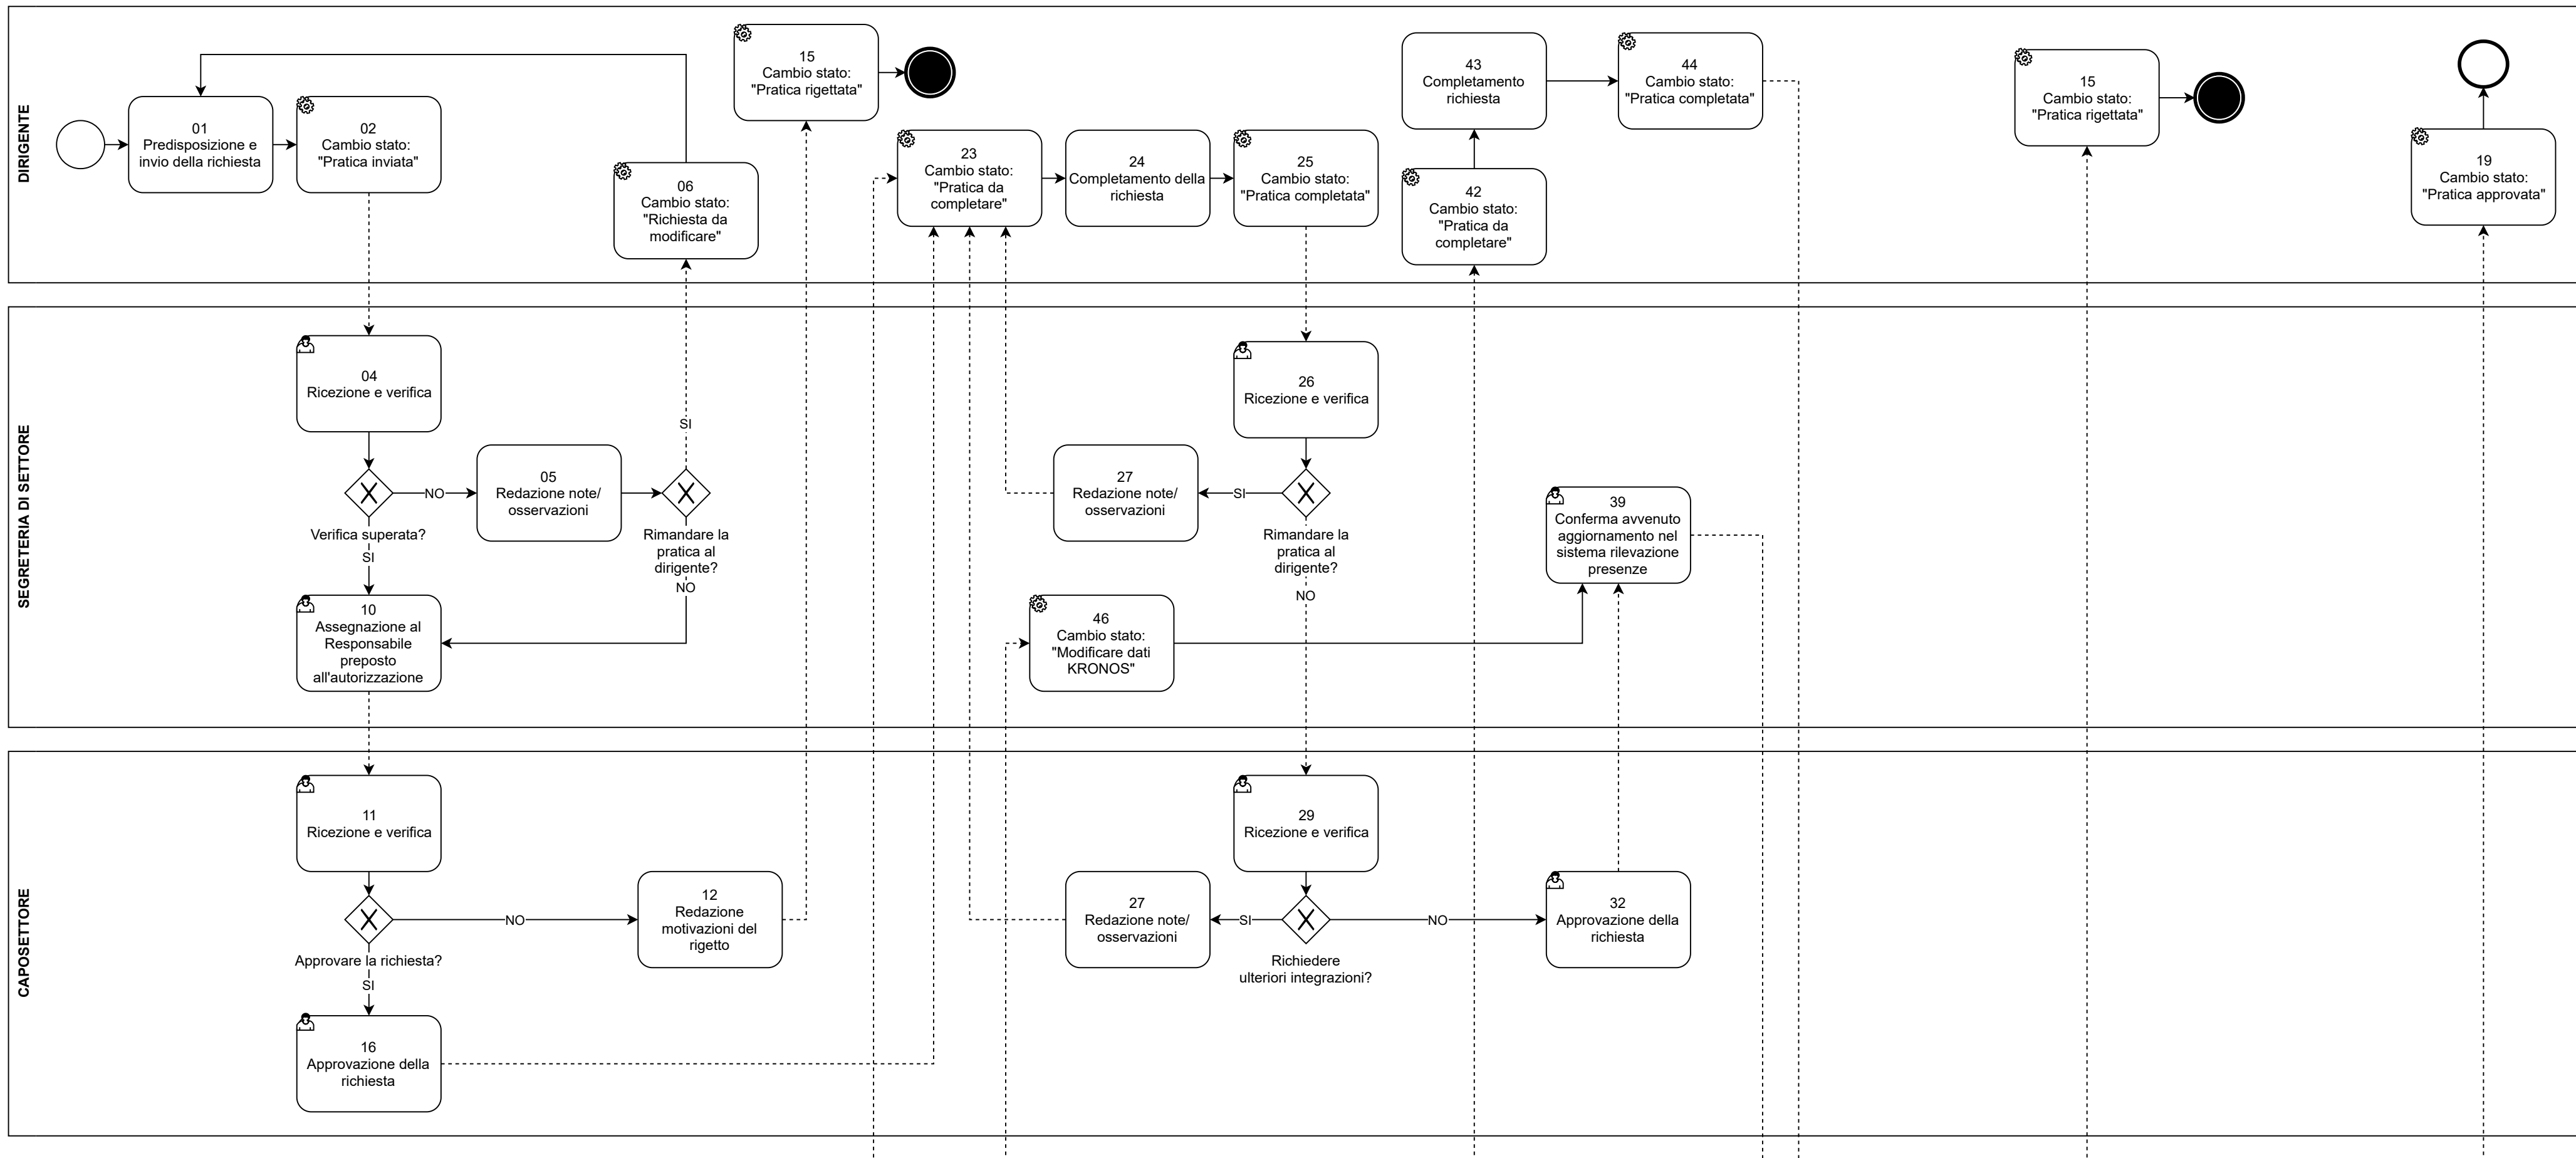 DIRIGENTE
01
Predisposizione e
invio della richiesta
02
Cambio stato:
"Pratica inviata"
06
Cambio stato:
"Richiesta da
modificare"
15
Cambio stato:
"Pratica rigettata"
23
Cambio stato:
"Pratica da
completare"
24
Completamento della
richiesta
25
Cambio stato:
"Pratica completata"
43
Completamento
richiesta
44
Cambio stato:
"Pratica completata"
42
Cambio stato:
"Pratica da
completare"
15
Cambio stato:
"Pratica rigettata"
19
Cambio stato:
"Pratica approvata"
SEGRETERIA DI SETTORE
04
Ricezione e verifica
NO
Verifica superata?
SI
05
Redazione note/
osservazioni
SI
Rimandare la
pratica al
dirigente?
NO
10
Assegnazione al
Responsabile
preposto
all'autorizzazione
26
Ricezione e verifica
SI
27
Redazione note/
osservazioni
Rimandare la
pratica al
dirigente?
NO
46
Cambio stato:
"Modificare dati
KRONOS"
39
Conferma avvenuto
aggiornamento nel
sistema rilevazione
presenze
CAPOSETTORE
11
Ricezione e verifica
NO
Approvare la richiesta?
SI
12
Redazione
motivazioni del
rigetto
16
Approvazione della
richiesta
29
Ricezione e verifica
27
Redazione note/
osservazioni
SI
NO
Richiedere
ulteriori integrazioni?
32
Approvazione della
richiesta